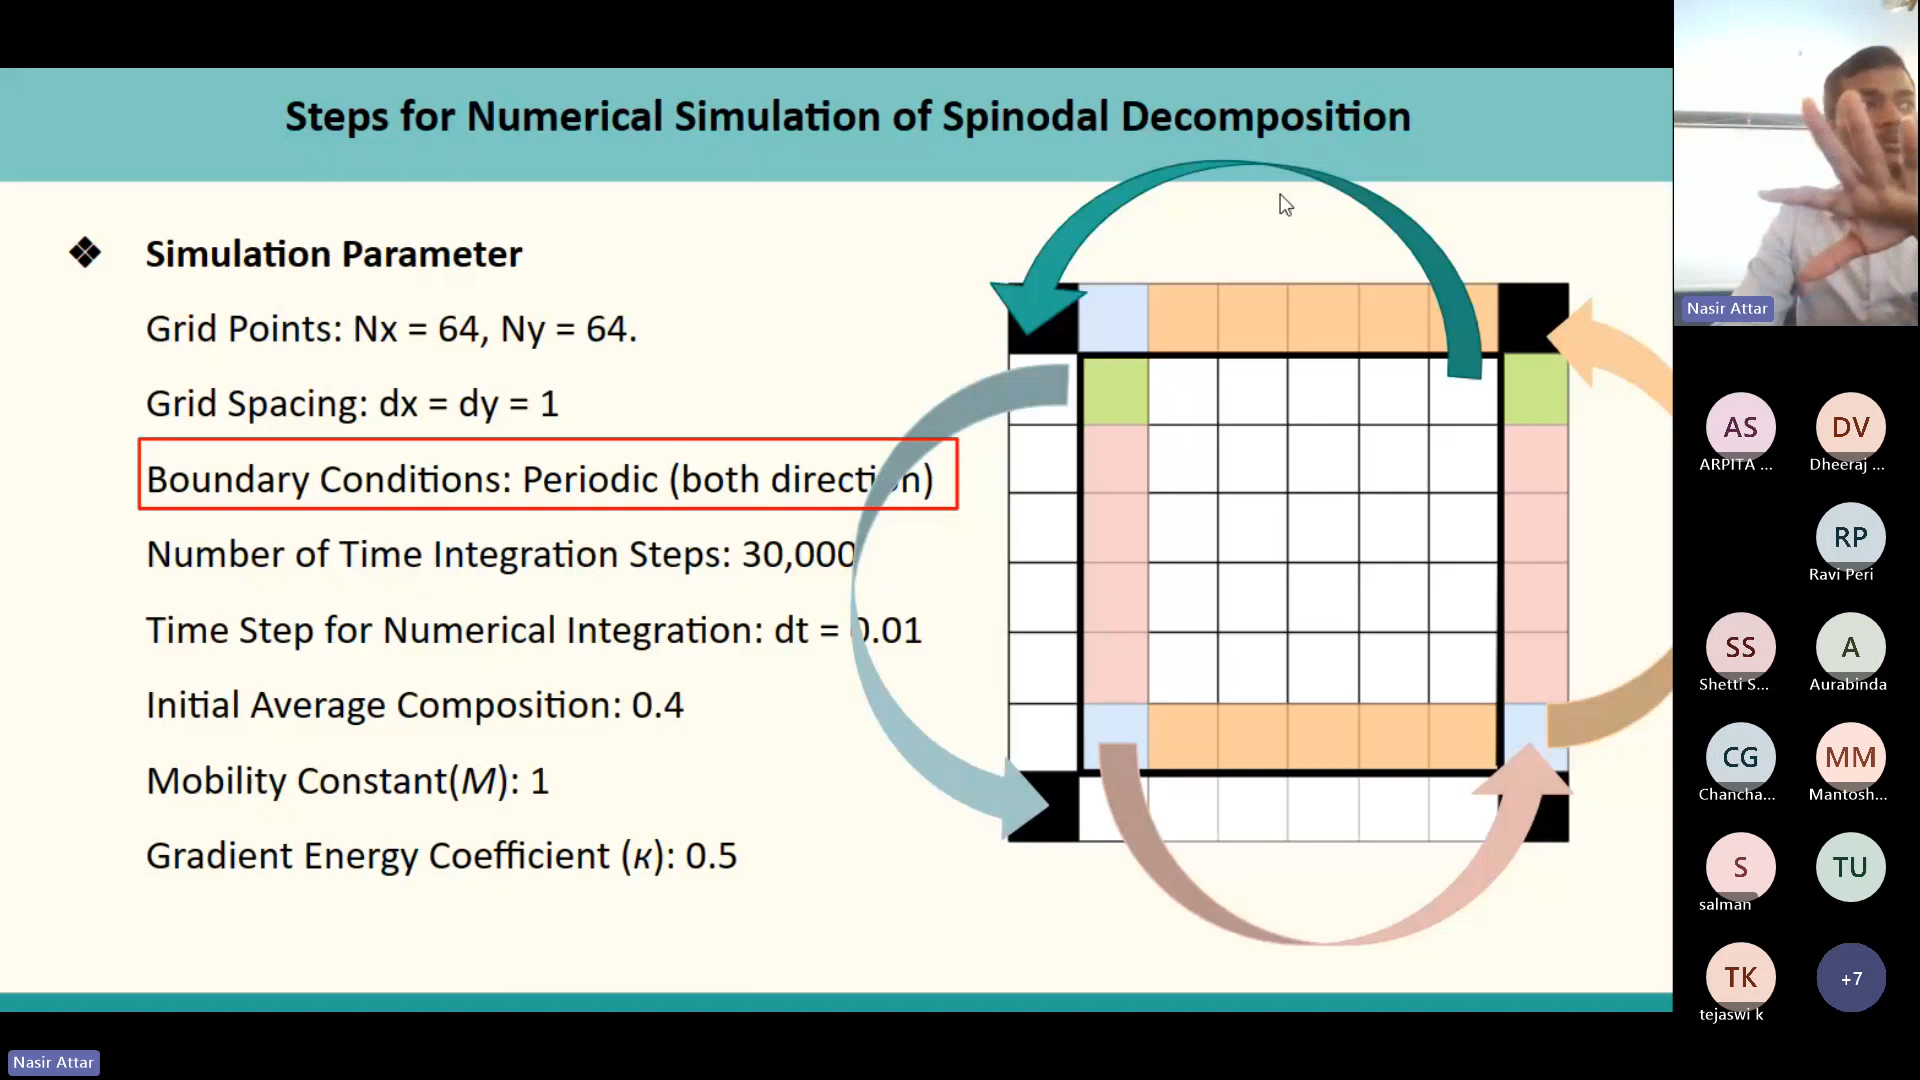 Steps for Numerical Simulation of Spinodal Decomposition
❖ Simulation Parameter
Grid Points: Nx = 64, Ny = 64.
Grid Spacing: dx = dy = 1
Boundary Conditions: Periodic (both direction)
Number of Time Integration Steps: 30,000
Time Step for Numerical Integration: dt = 0.01
Initial Average Composition: 0.4
Mobility Constant(M): 1
Gradient Energy Coefficient (κ): 0.5
Nasir Attar
AS
DV
ARPITA ...
Dheeraj ...
RP
Ravi Peri
SS
A
Shetti S...
Aurabinda
CG
MM
Chancha...
Mantosh...
S
TU
salman
TK
+7
tejaswi k
Nasir Attar